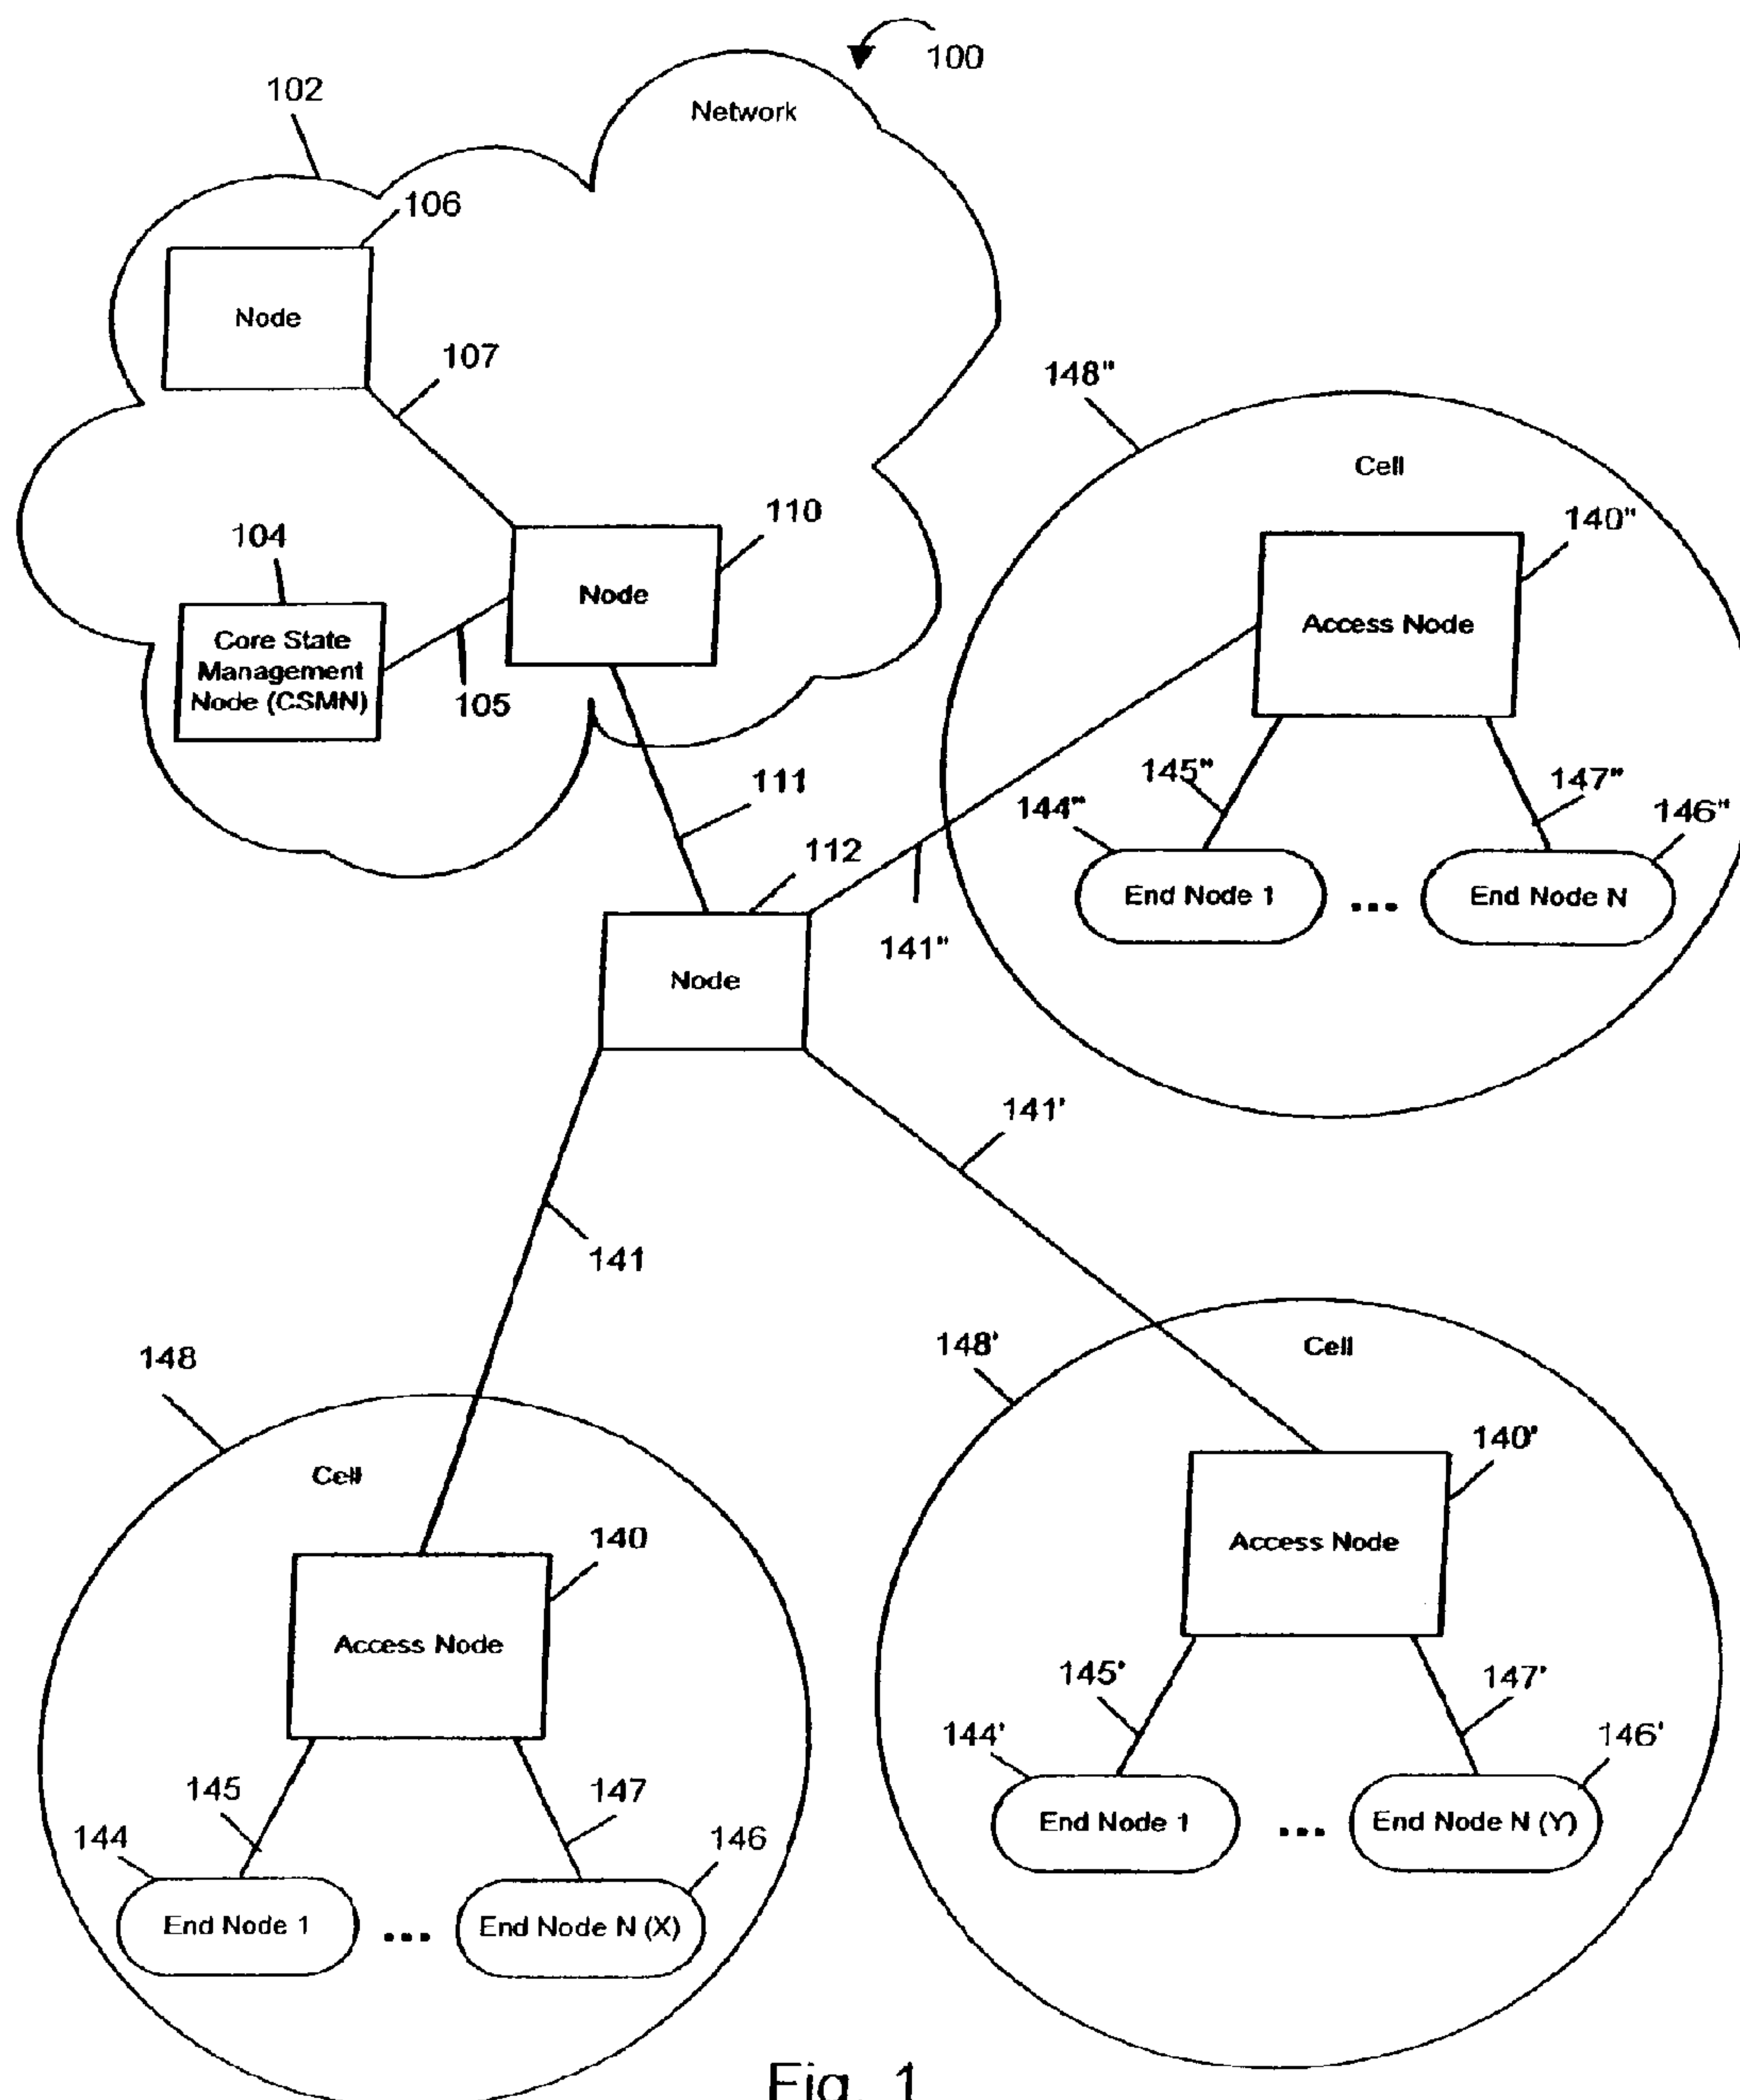 100
102
Network
106
Node
107
148"
Cell
104
110
140"
Node
Access Node
Core State
Management
Node (CSMN)
105
111
145"
147"
144"
146"
112
End Node 1 ... End Node N
141"
Node
141'
141
148
148'
Cell
Cell
140'
140
Access Node
Access Node
145'
147'
144'
146'
145
147
End Node 1 ... End Node N (Y)
144
146
End Node 1 ... End Node N (X)
Fig. 1